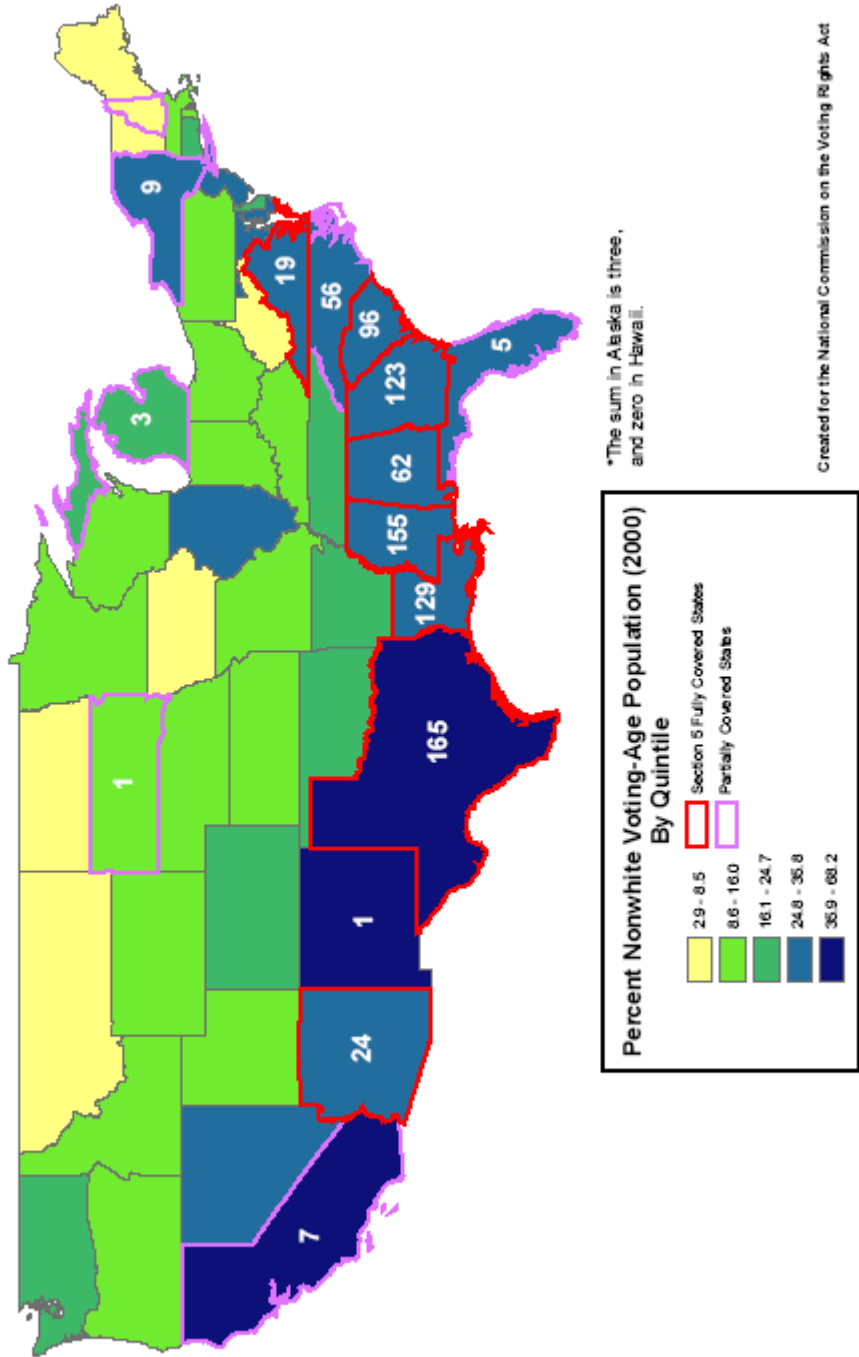 9
3
1
19
56
96
123
5
62
155
129
165
1
24
7
*The sum in Alaska is three,
and zero in Hawaii.
Percent Nonwhite Voting-Age Population (2000)
By Quintile
2.9 - 8.5
8.6 - 16.0
16.1 - 24.7
24.8 - 35.8
35.9 - 68.2
Section 5 Fully Covered States
Partially Covered States
Created for the National Commission on the Voting Rights Act